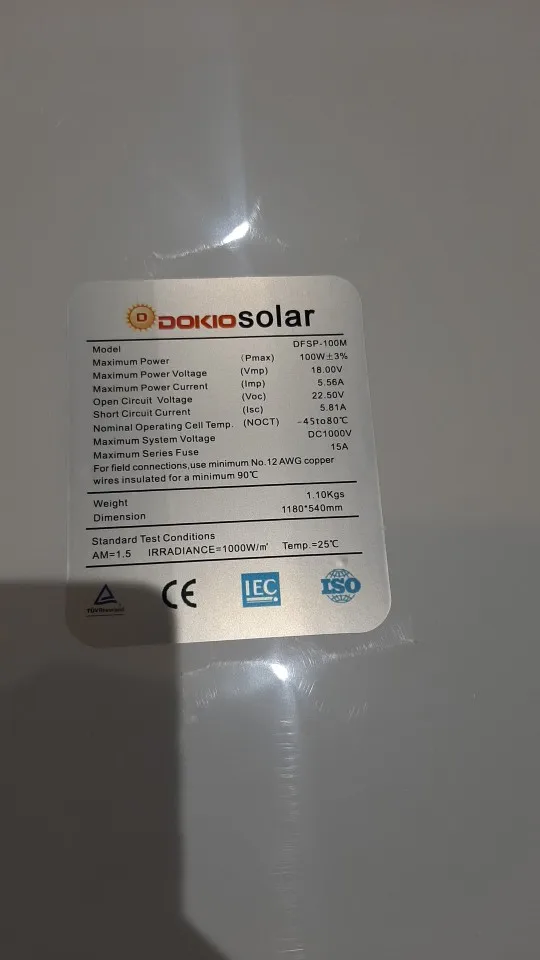 D DOKIO solar
Model DFSP-100M
Maximum Power (Pmax) 100W±3%
Maximum Power Voltage (Vmp) 18.00V
Maximum Power Current (Imp) 5.56A
Open Circuit Voltage (Voc) 22.50V
Short Circuit Current (Isc) 5.81A
Nominal Operating Cell Temp. (NOCT) -45to80℃
Maximum System Voltage DC1000V
Maximum Series Fuse 15A
For field connections,use minimum No.12 AWG copper
wires insulated for a minimum 90℃
Weight 1.10Kgs
Dimension 1180*540mm
Standard Test Conditions
AM=1.5 IRRADIANCE=1000W/㎡ Temp.=25℃
CE IEC ISO
TÜVRheinland